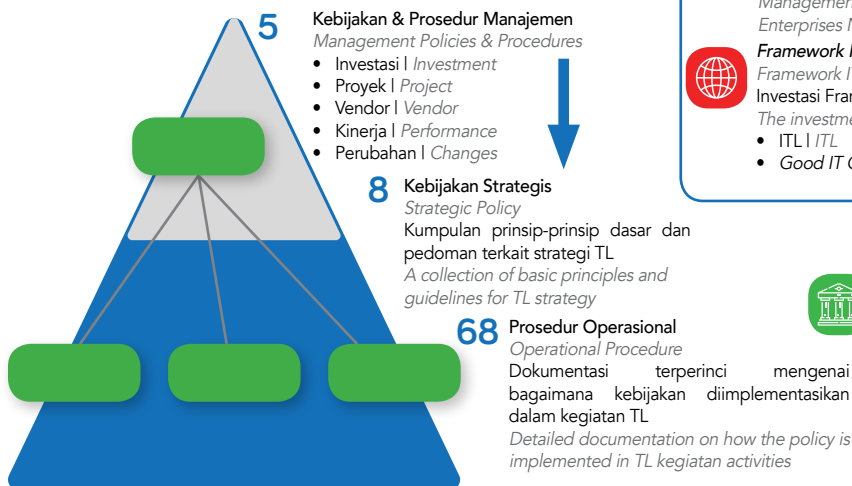 5
Kebijakan & Prosedur Manajemen
Management Policies & Procedures
• Investasi | Investment
• Proyek | Project
• Vendor | Vendor
• Kinerja | Performance
• Perubahan | Changes
8
Kebijakan Strategis
Strategic Policy
Kumpulan prinsip-prinsip dasar dan
pedoman terkait strategi TL
A collection of basic principles and
guidelines for TL strategy
68
Prosedur Operasional
Operational Procedure
Dokumentasi terperinci mengenai
bagaimana kebijakan diimplementasikan
dalam kegiatan TL
Detailed documentation on how the policy is
implemented in TL kegiatan activities
Management
Enterprises
Framework
Framework
Investasi
The
• ITL | ITL
• Good IT